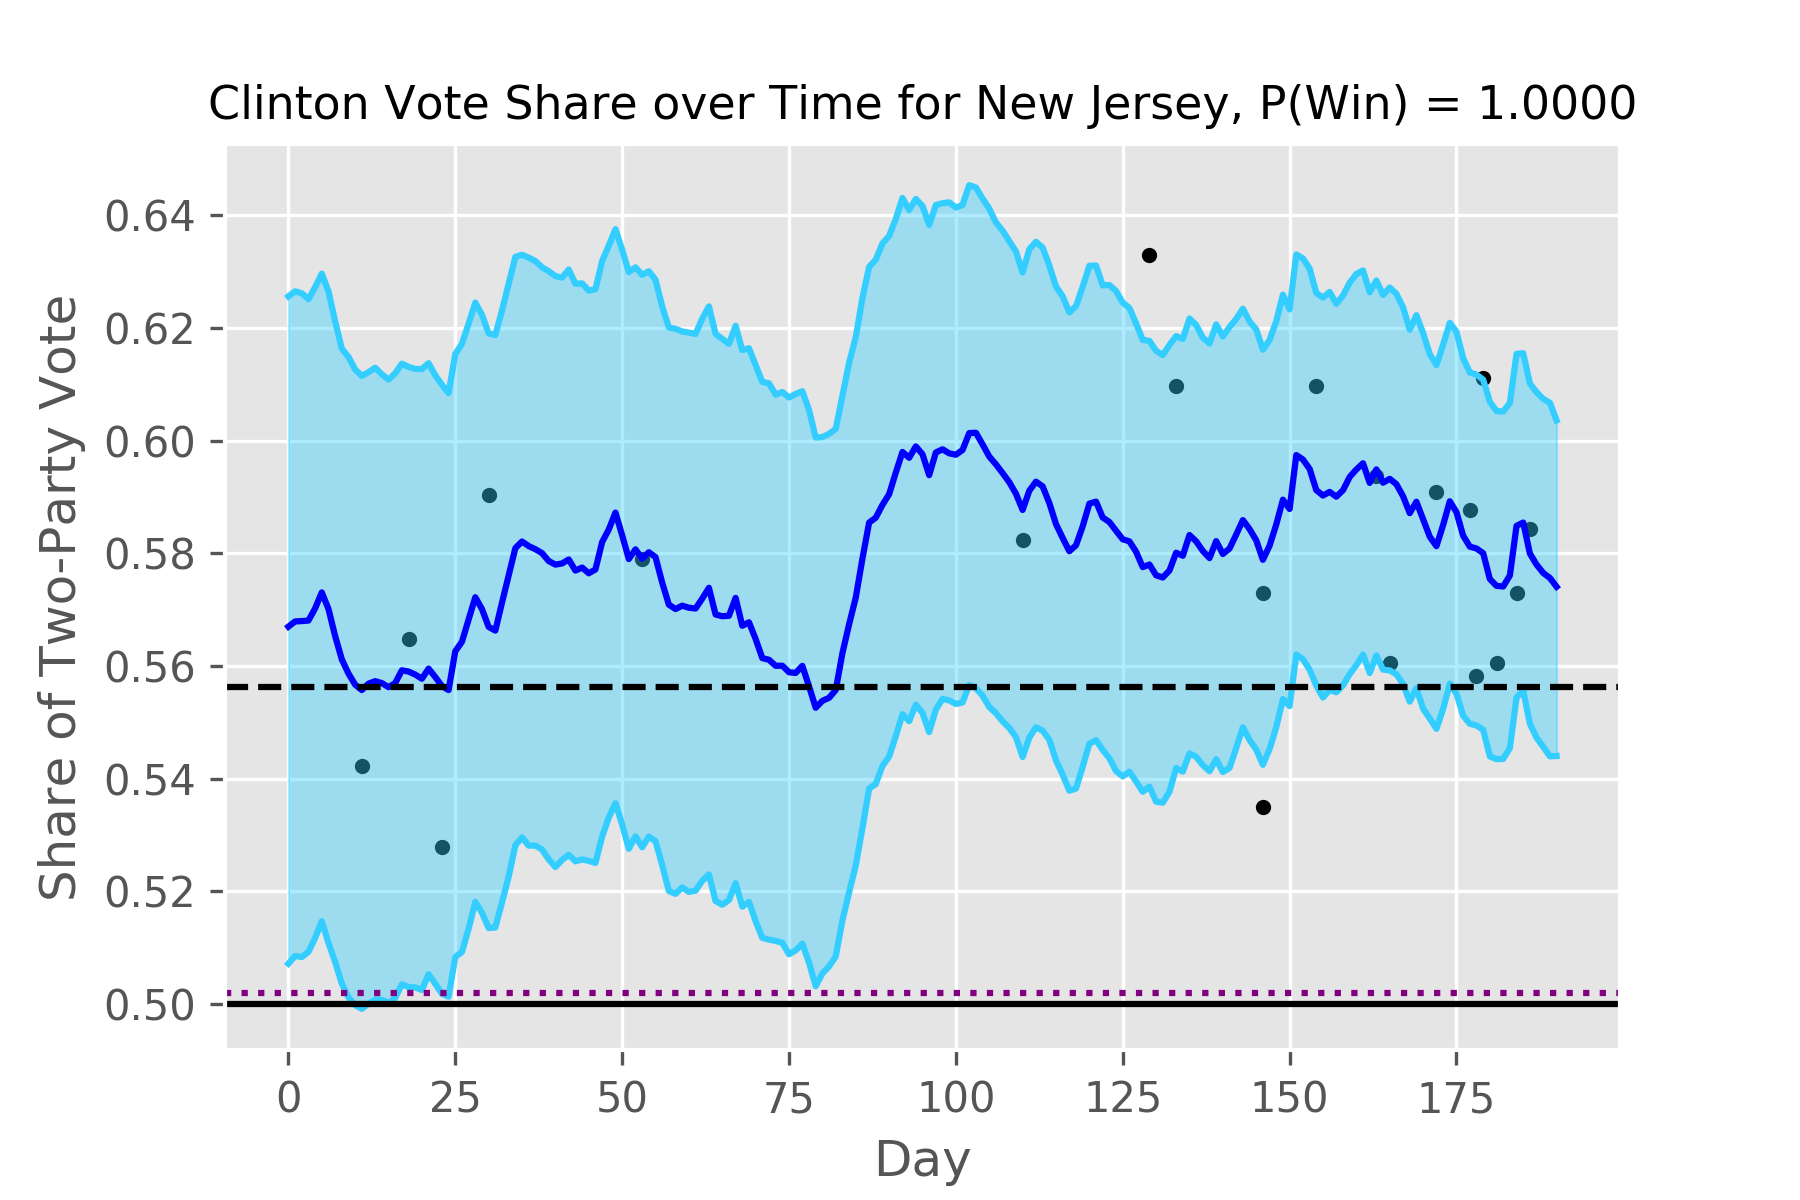 Clinton Vote Share over Time for New Jersey, P(Win) = 1.0000
Share of Two-Party Vote
0.64
0.62
0.60
0.58
0.56
0.54
0.52
0.50
0 25 50 75 100 125 150 175
Day